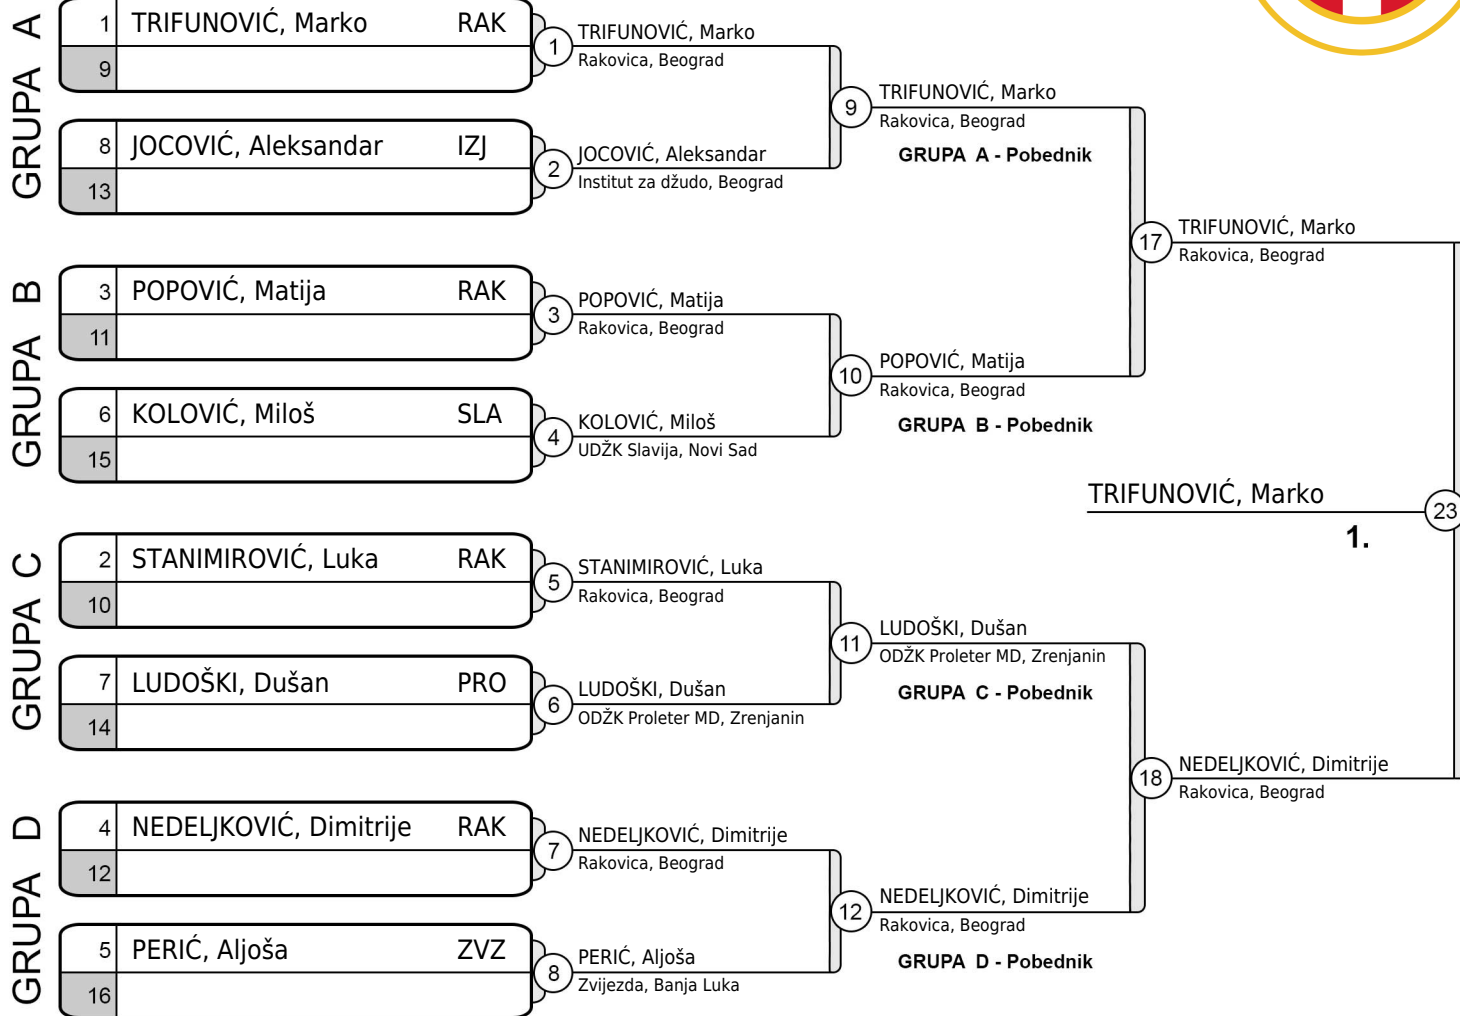 GRUPA A
1 TRIFUNOVIĆ, Marko RAK
9
8 JOCOVIĆ, Aleksandar IZJ
13
GRUPA B
3 POPOVIĆ, Matija RAK
11
6 KOLOVIĆ, Miloš SLA
15
GRUPA C
2 STANIMIROVIĆ, Luka RAK
10
7 LUDOŠKI, Dušan PRO
14
GRUPA D
4 NEDELJKOVIĆ, Dimitrije RAK
12
5 PERIĆ, Aljoša ZVZ
16
1 TRIFUNOVIĆ, Marko
Rakovica, Beograd
2 JOCOVIĆ, Aleksandar
Institut za džudo, Beograd
3 POPOVIĆ, Matija
Rakovica, Beograd
4 KOLOVIĆ, Miloš
UDŽK Slavija, Novi Sad
5 STANIMIROVIĆ, Luka
Rakovica, Beograd
6 LUDOŠKI, Dušan
ODŽK Proleter MD, Zrenjanin
7 NEDELJKOVIĆ, Dimitrije
Rakovica, Beograd
8 PERIĆ, Aljoša
Zvijezda, Banja Luka
9 TRIFUNOVIĆ, Marko
Rakovica, Beograd
GRUPA A - Pobednik
10 POPOVIĆ, Matija
Rakovica, Beograd
GRUPA B - Pobednik
11 LUDOŠKI, Dušan
ODŽK Proleter MD, Zrenjanin
GRUPA C - Pobednik
12 NEDELJKOVIĆ, Dimitrije
Rakovica, Beograd
GRUPA D - Pobednik
17 TRIFUNOVIĆ, Marko
Rakovica, Beograd
18 NEDELJKOVIĆ, Dimitrije
Rakovica, Beograd
TRIFUNOVIĆ, Marko 23
1.